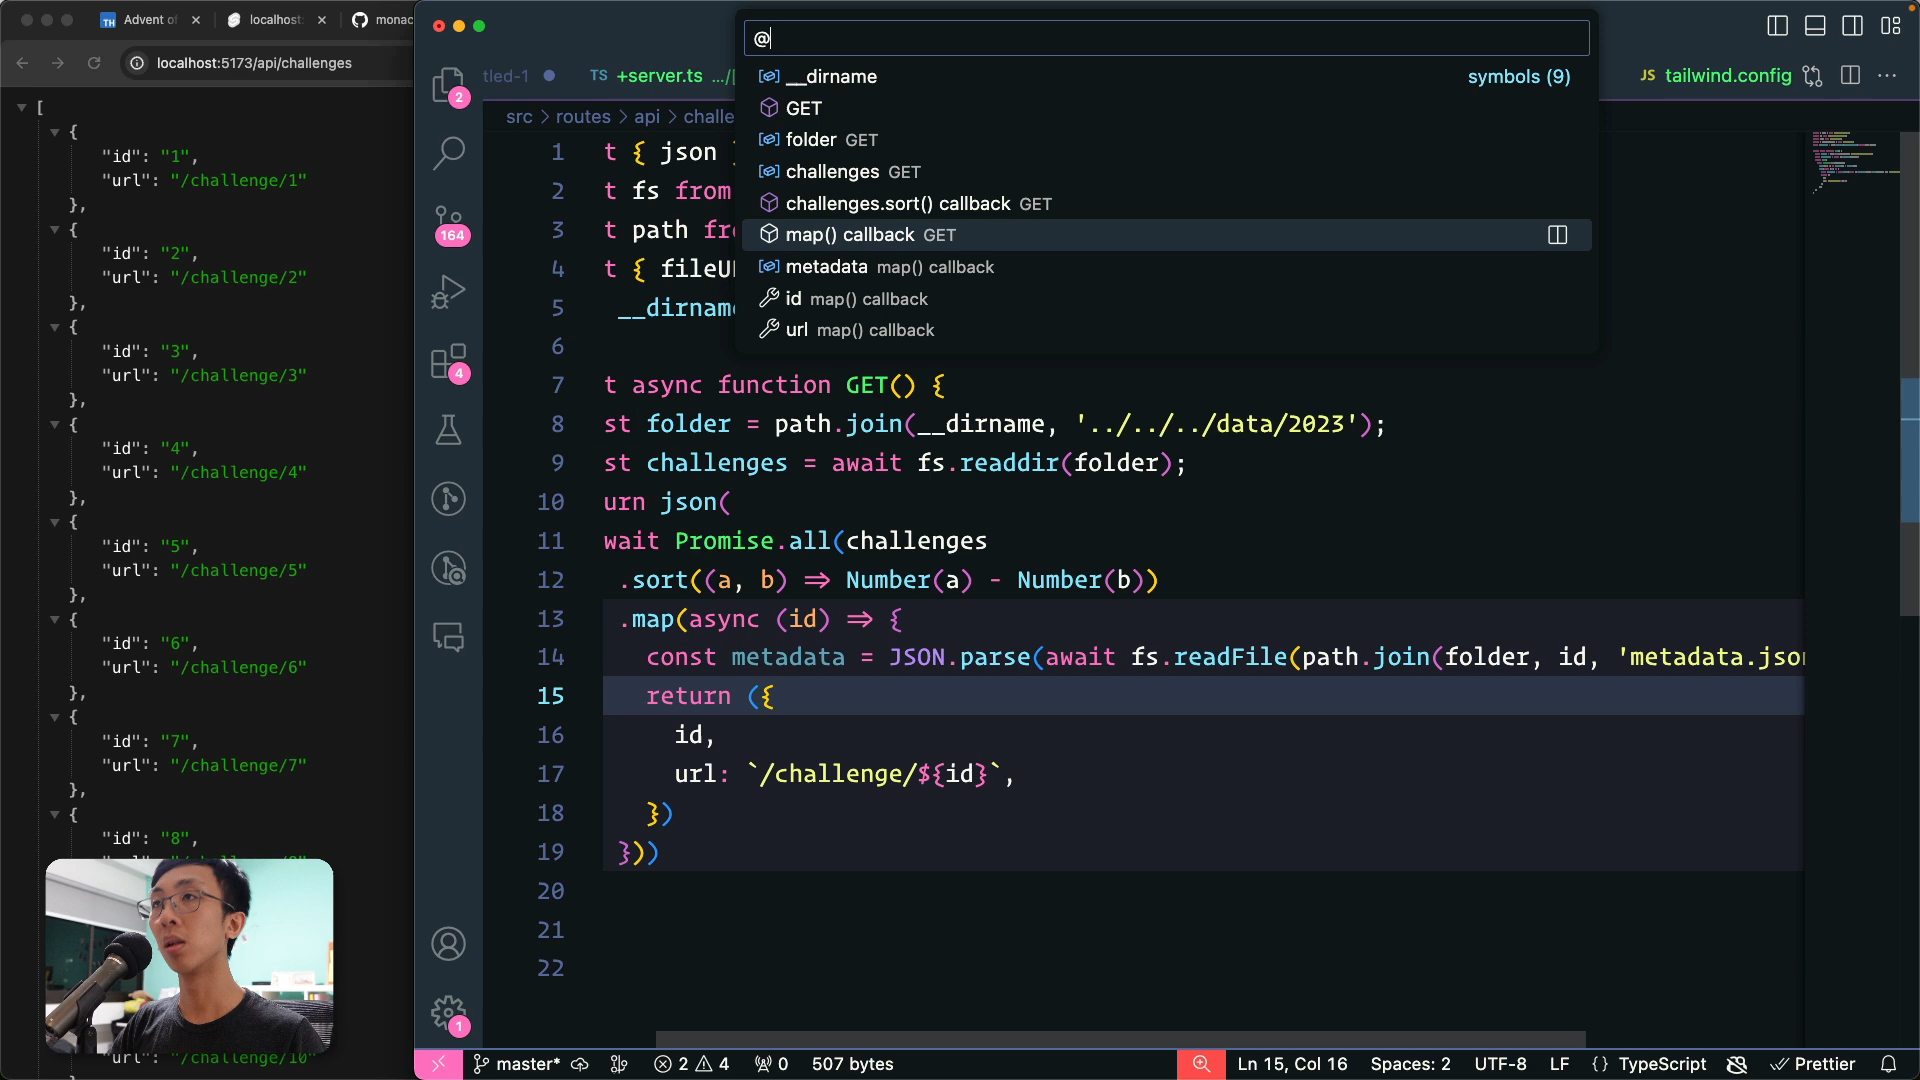 Advent of
localhost:
monac
localhost:5173/api/challenges
[
{
"id": "1",
"url": "/challenge/1"
},
{
"id": "2",
"url": "/challenge/2"
},
{
"id": "3",
"url": "/challenge/3"
},
{
"id": "4",
"url": "/challenge/4"
},
{
"id": "5",
"url": "/challenge/5"
},
{
"id": "6",
"url": "/challenge/6"
},
{
"id": "7",
"url": "/challenge/7"
},
{
"id": "8",
"url": "/challenge/10"
@
__dirname
symbols (9)
GET
folder GET
challenges GET
challenges.sort() callback GET
map() callback GET
metadata map() callback
id map() callback
url map() callback
tled-1
TS +server.ts .../[
JS tailwind.config
src > routes > api > challe
1 t { json }
2 t fs from
3 t path fro
4 t { fileU
5 __dirname
6
7 t async function GET() {
8 st folder = path.join(__dirname, '../../../data/2023');
9 st challenges = await fs.readdir(folder);
10 urn json(
11 wait Promise.all(challenges
12 .sort((a, b) => Number(a) - Number(b))
13 .map(async (id) => {
14 const metadata = JSON.parse(await fs.readFile(path.join(folder, id, 'metadata.jso
15 return ({
16 id,
17 url: `/challenge/${id}`,
18 })
19 }))
20
21
22
2
164
4
1
master* 2 4 0 507 bytes
Ln 15, Col 16 Spaces: 2 UTF-8 LF {} TypeScript Prettier